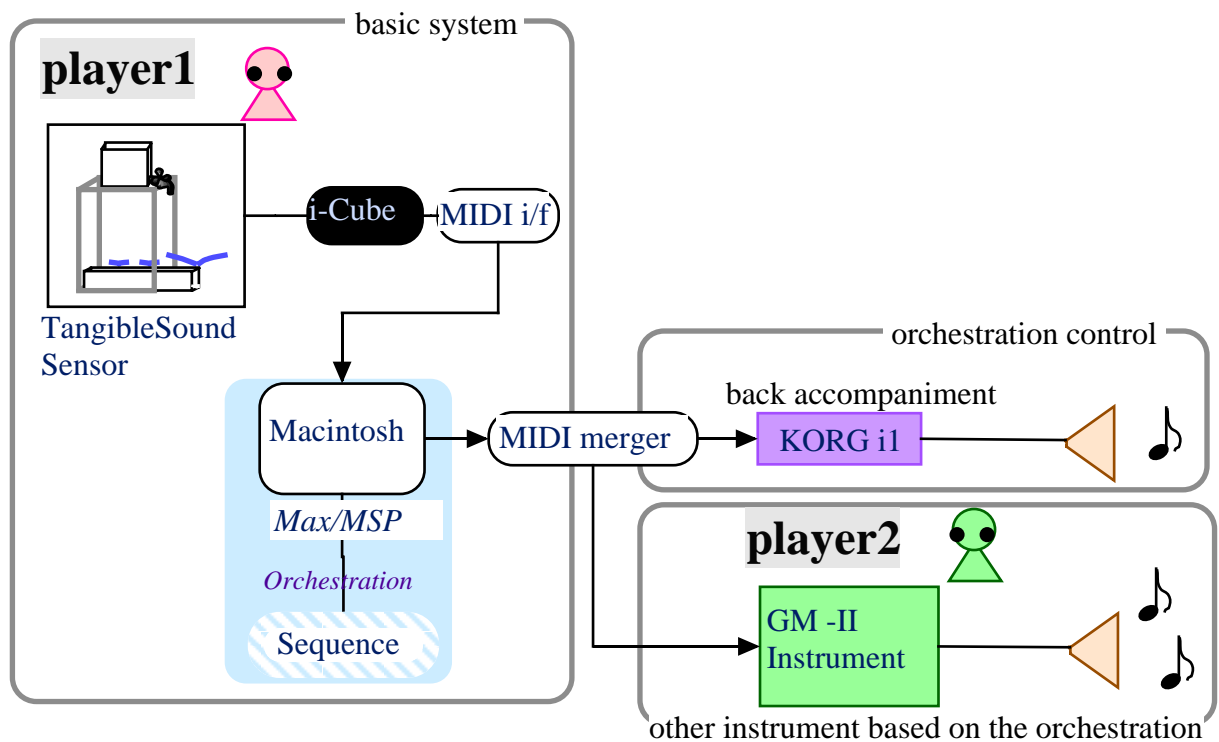 basic system
player1
i-Cube
MIDI i/f
TangibleSound
Sensor
orchestration control
back accompaniment
Macintosh
MIDI merger
KORG i1
Max/MSP
player2
Orchestration
GM -II
Instrument
Sequence
other instrument based on the orchestration